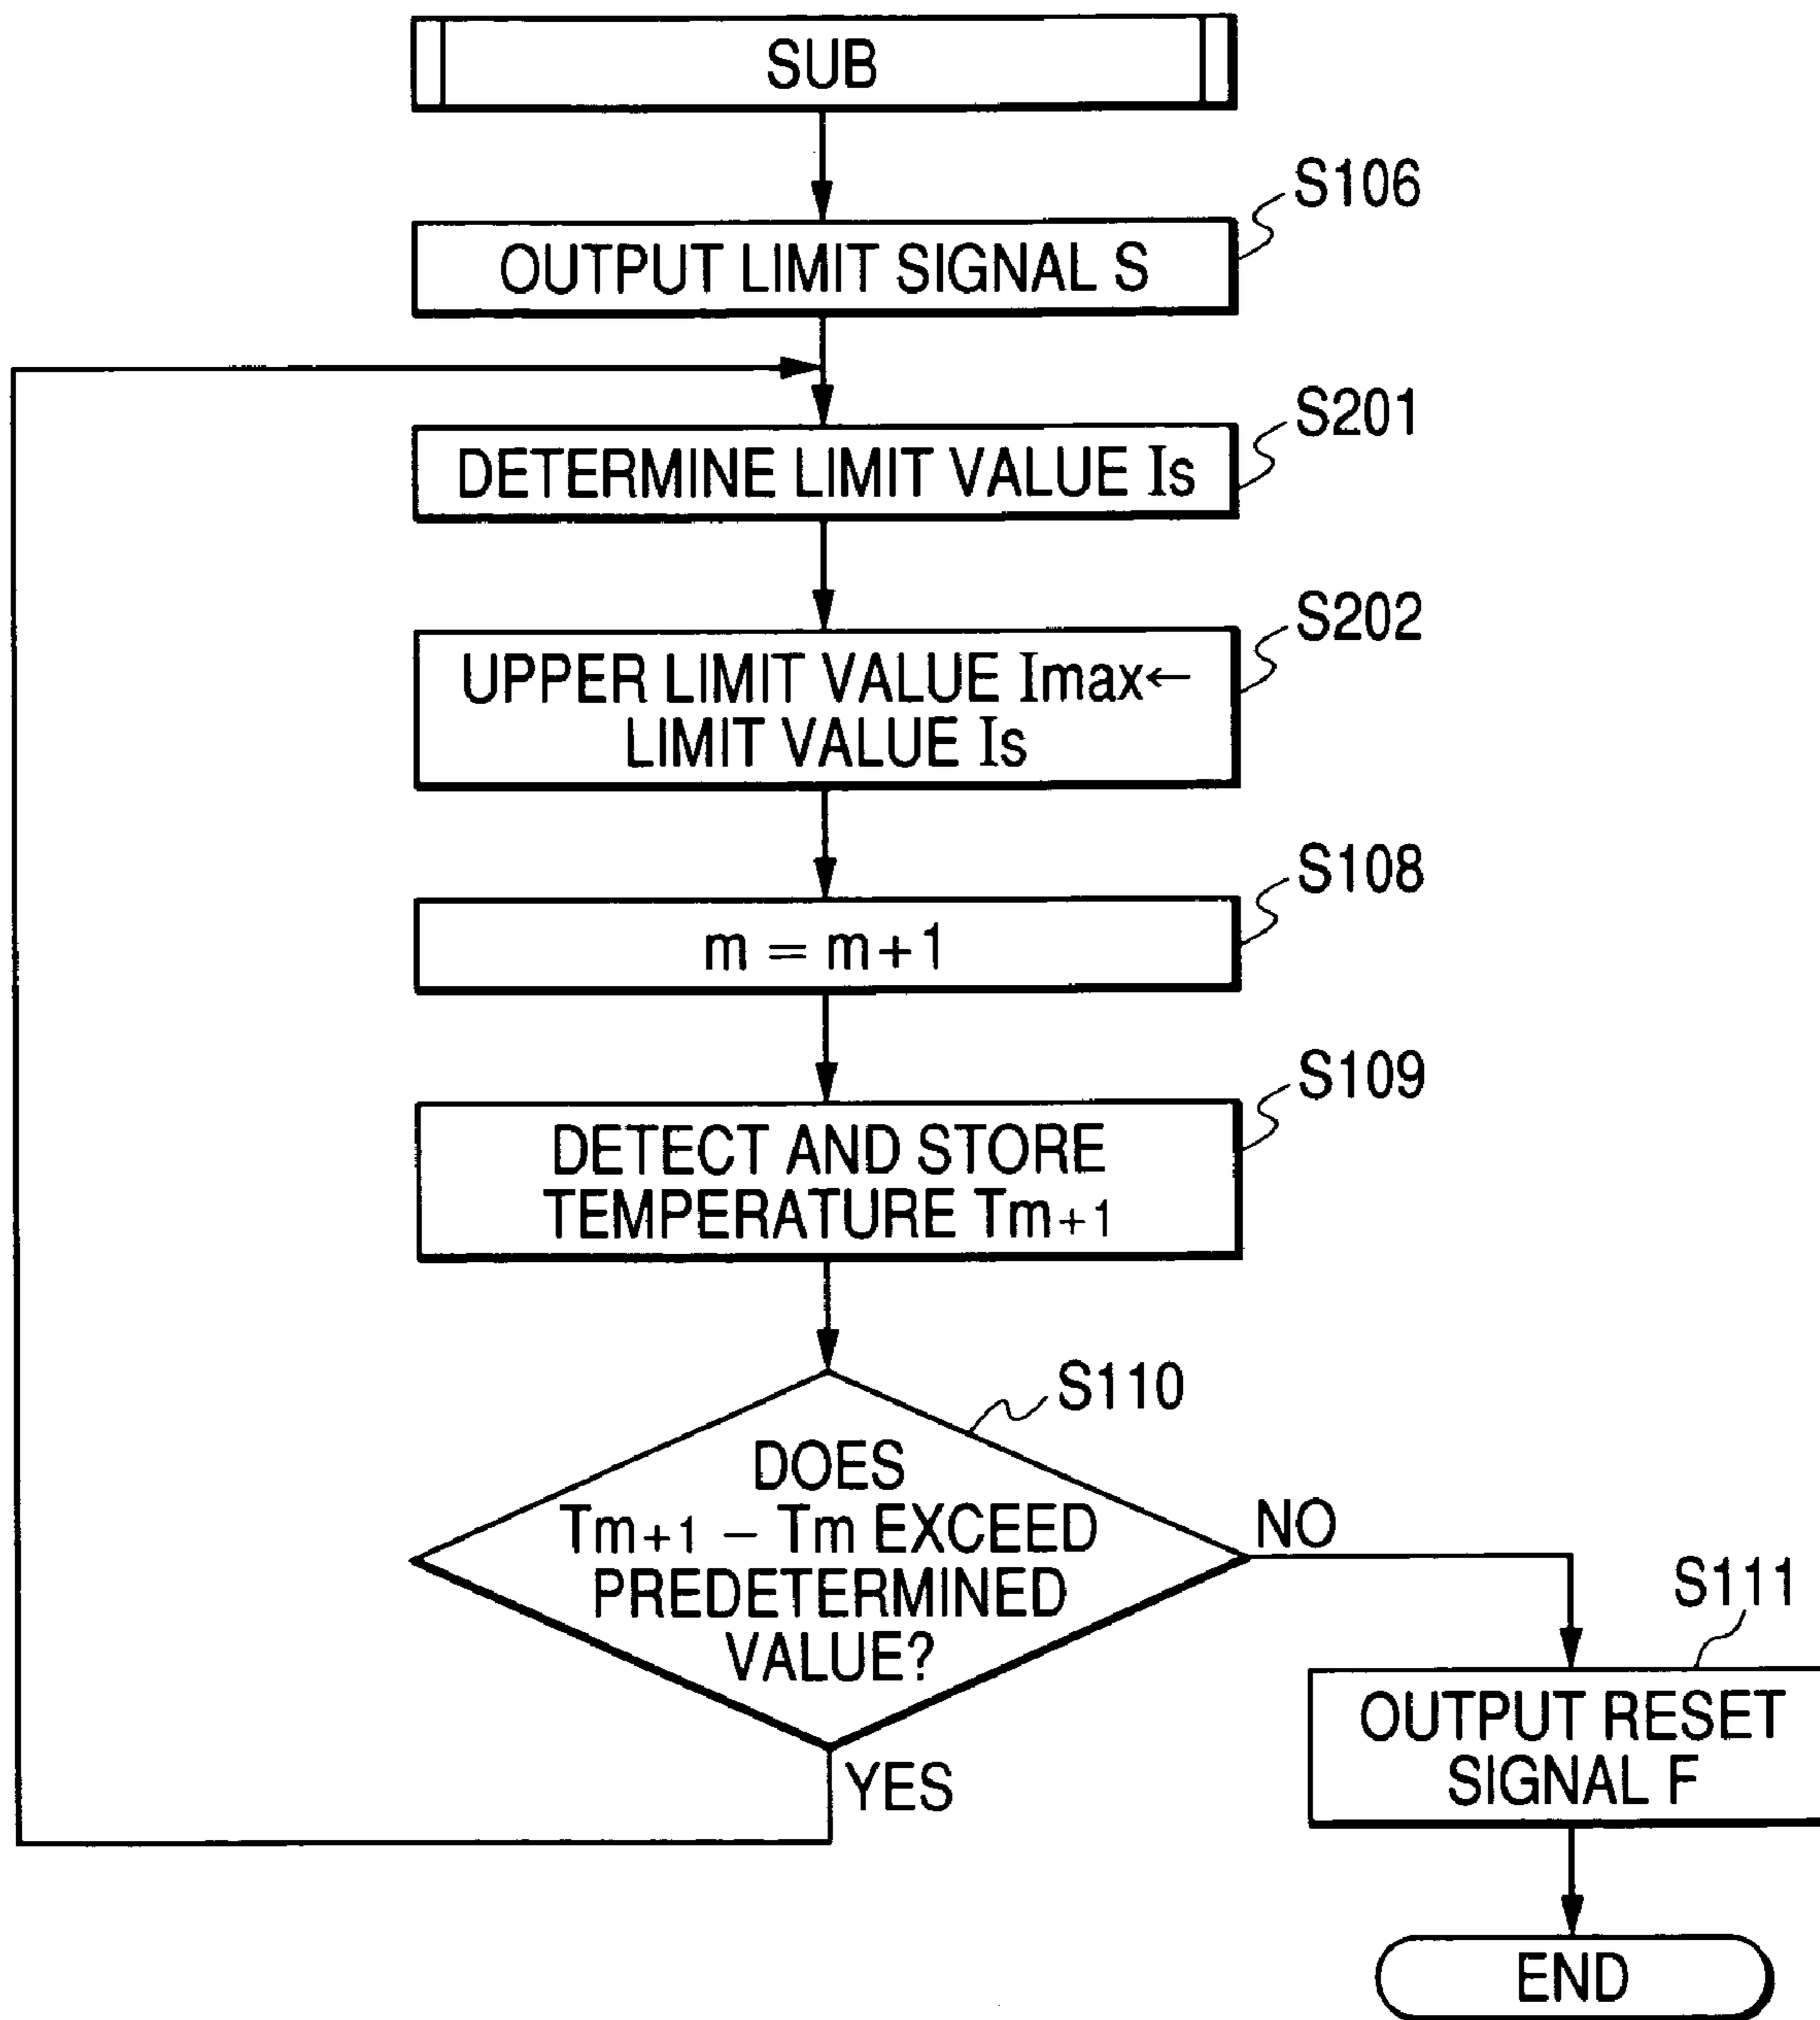 SUB
S106
OUTPUT LIMIT SIGNAL S
S201
DETERMINE LIMIT VALUE Is
S202
UPPER LIMIT VALUE Imax←
LIMIT VALUE Is
S108
m = m+1
S109
DETECT AND STORE
TEMPERATURE Tm+1
S110
DOES
Tm+1 − Tm EXCEED
PREDETERMINED
VALUE?
NO
YES
S111
OUTPUT RESET
SIGNAL F
END